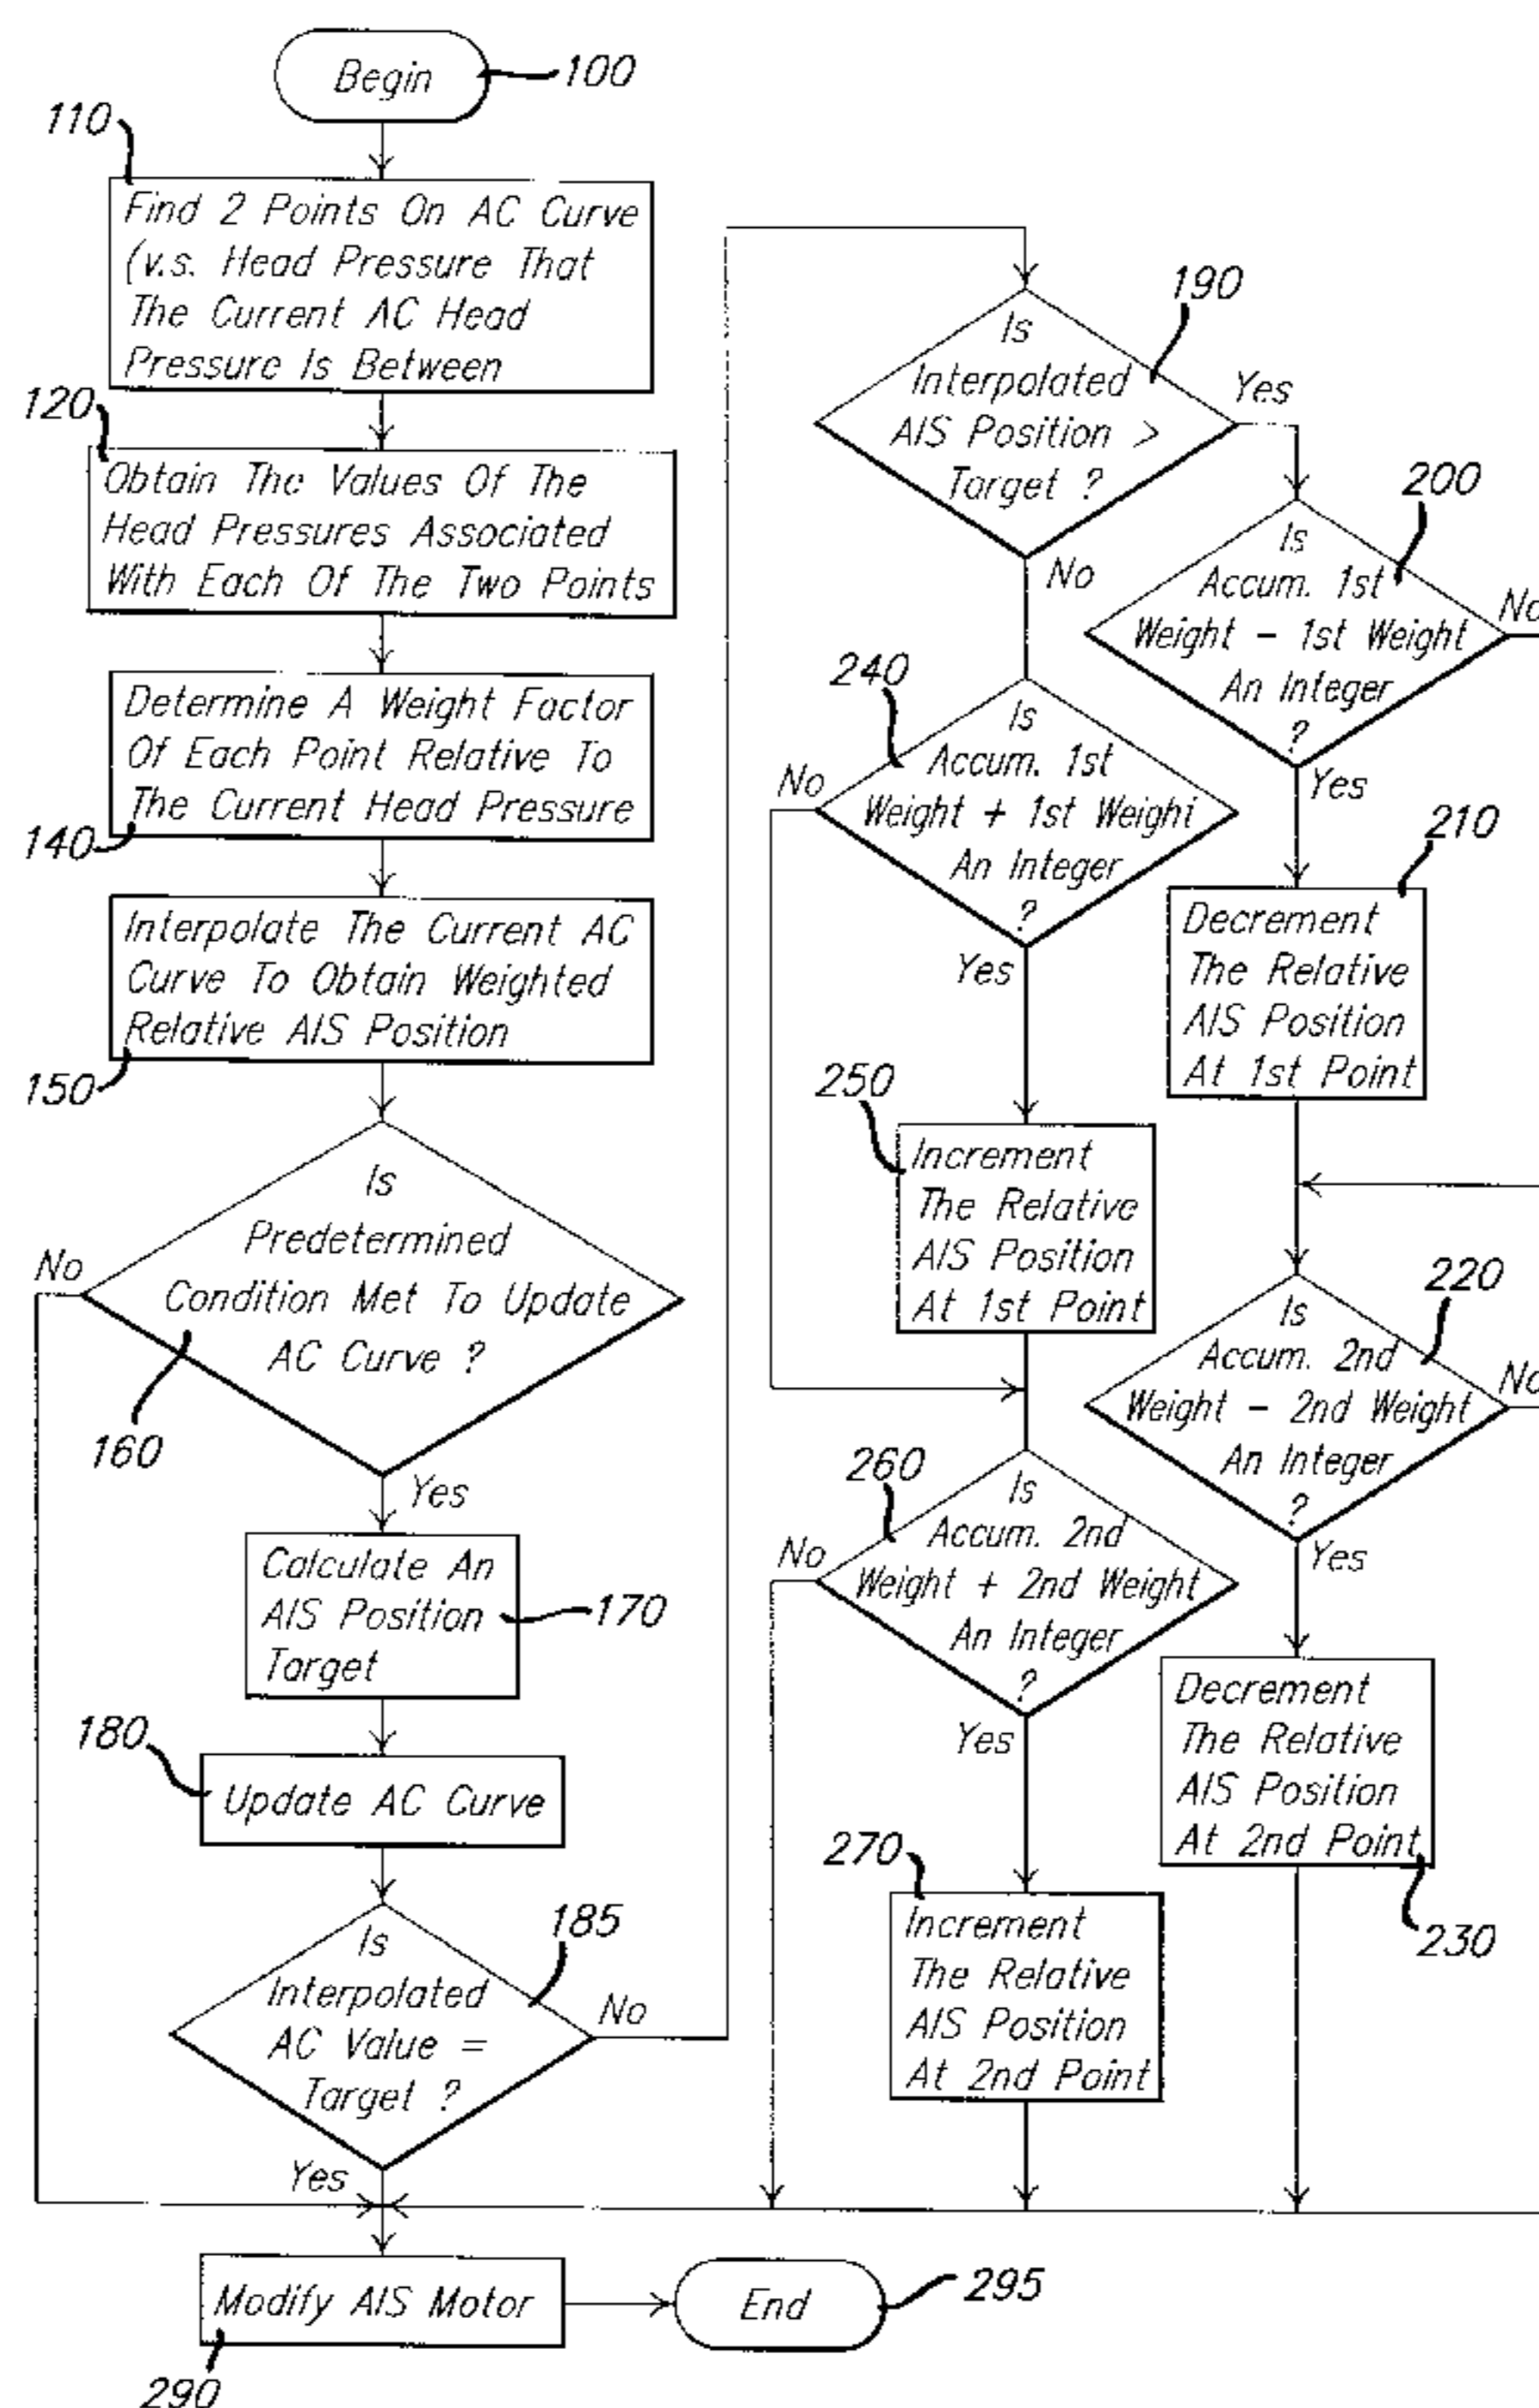 Begin
100
110
Find 2 Points On AC Curve
(v.s. Head Pressure That
The Current AC Head
Pressure Is Between
120
Obtain The Values Of The
Head Pressures Associated
With Each Of The Two Points
Determine A Weight Factor
Of Each Point Relative To
The Current Head Pressure
140
Interpolate The Current AC
Curve To Obtain Weighted
Relative AIS Position
150
Is
Predetermined
Condition Met To Update
AC Curve ?
No
160
Yes
Calculate An
AIS Position
Target
170
180
Update AC Curve
Is
Interpolated
AC Value =
Target ?
185
No
Yes
Modify AIS Motor
290
End
295
Is
Interpolated
AIS Position >
Target ?
190
Yes
No
240
Is
Accum. 1st
Weight + 1st Weight
An Integer
?
No
Yes
250
Increment
The Relative
AIS Position
At 1st Point
260
Is
Accum. 2nd
Weight + 2nd Weight
An Integer
?
No
Yes
270
Increment
The Relative
AIS Position
At 2nd Point
200
Is
Accum. 1st
Weight - 1st Weight
An Integer
?
No
Yes
210
Decrement
The Relative
AIS Position
At 1st Point
220
Is
Accum. 2nd
Weight - 2nd Weight
An Integer
?
No
Yes
Decrement
The Relative
AIS Position
At 2nd Point
230